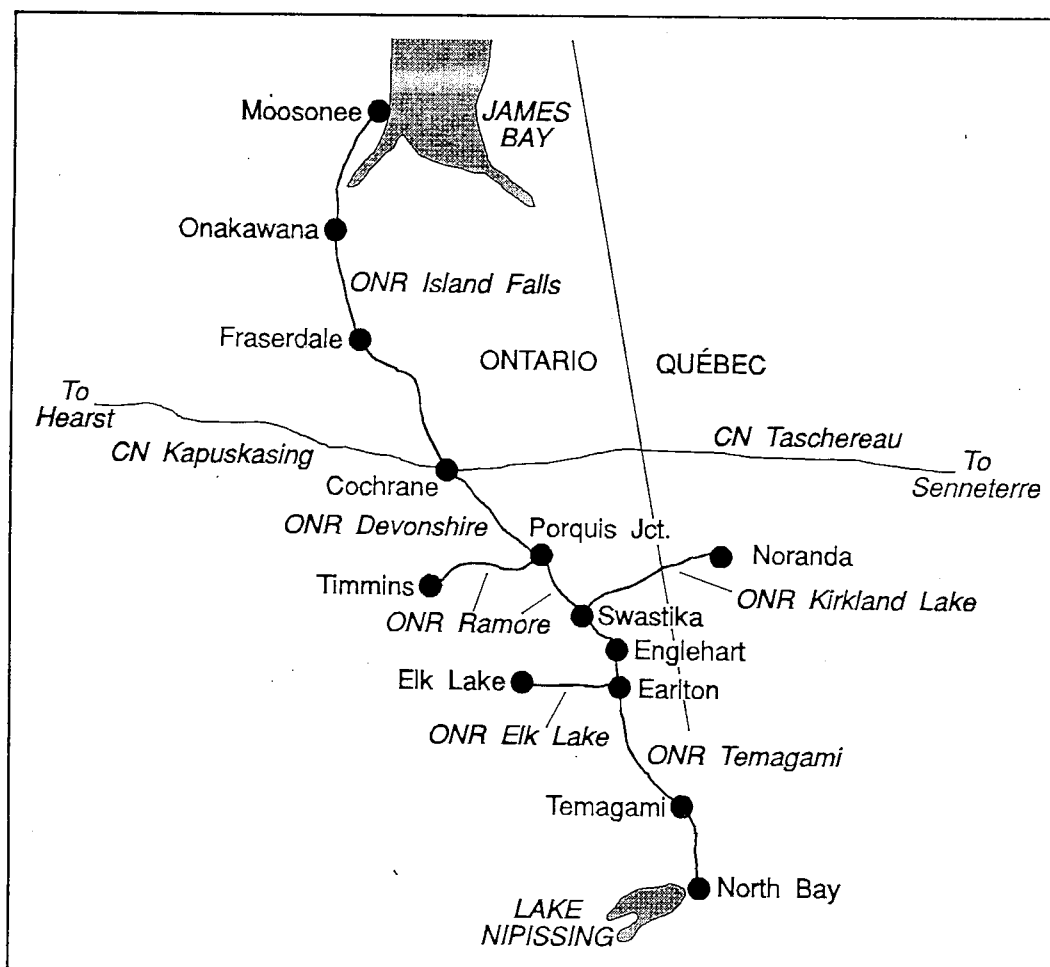 Moosonee
JAMES
BAY
Onakawana
ONR Island Falls
Fraserdale
ONTARIO
QUÉBEC
To
Hearst
CN Kapuskasing
CN Taschereau
To
Senneterre
Cochrane
ONR Devonshire
Porquis Jct.
Noranda
Timmins
ONR Kirkland Lake
ONR Ramore
Swastika
Englehart
Elk Lake
Earlton
ONR Elk Lake
ONR Temagami
Temagami
North Bay
LAKE
NIPISSING